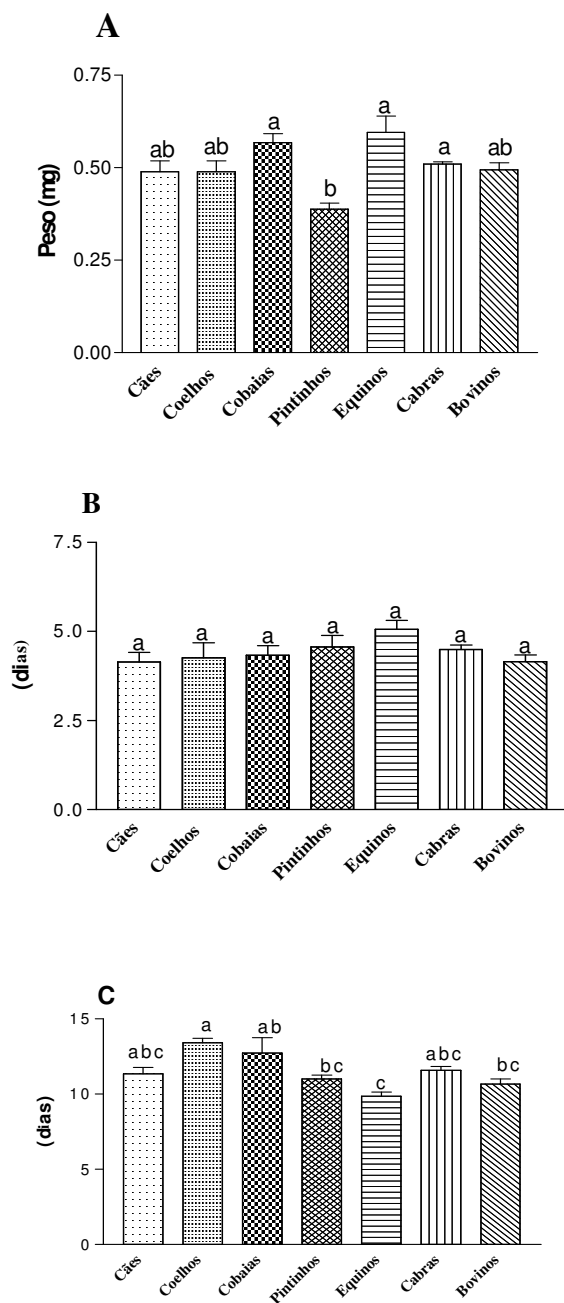 A
Peso (mg)
0.75
0.50
0.25
0.00
ab
ab
a
b
a
a
ab
Cães
Coelhos
Cobaias
Pintinhos
Equinos
Cabras
Bovinos
B
(dias)
7.5
5.0
2.5
0.0
a
a
a
a
a
a
a
Cães
Coelhos
Cobaias
Pintinhos
Equinos
Cabras
Bovinos
C
(dias)
15
10
5
0
abc
a
ab
bc
c
abc
bc
Cães
Coelhos
Cobaias
Pintinhos
Equinos
Cabras
Bovinos